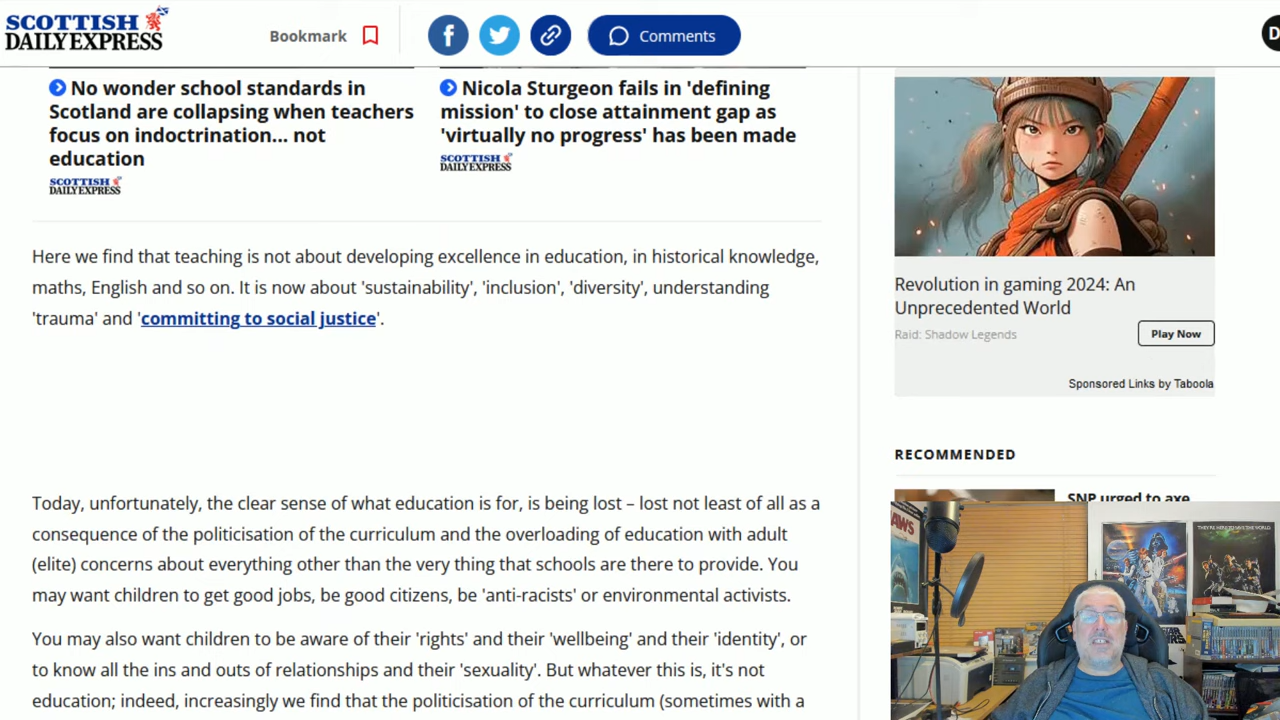 SCOTTISH
DAILY EXPRESS
Bookmark
Comments
D
No wonder school standards in
Scotland are collapsing when teachers
focus on indoctrination... not
education
SCOTTISH
DAILY EXPRESS
Nicola Sturgeon fails in 'defining
mission' to close attainment gap as
'virtually no progress' has been made
SCOTTISH
DAILY EXPRESS
Here we find that teaching is not about developing excellence in education, in historical knowledge,
maths, English and so on. It is now about 'sustainability', 'inclusion', 'diversity', understanding
'trauma' and 'committing to social justice'.
Today, unfortunately, the clear sense of what education is for, is being lost – lost not least of all as a
consequence of the politicisation of the curriculum and the overloading of education with adult
(elite) concerns about everything other than the very thing that schools are there to provide. You
may want children to get good jobs, be good citizens, be 'anti-racists' or environmental activists.
You may also want children to be aware of their 'rights' and their 'wellbeing' and their 'identity', or
to know all the ins and outs of relationships and their 'sexuality'. But whatever this is, it's not
education; indeed, increasingly we find that the politicisation of the curriculum (sometimes with a
Revolution in gaming 2024: An
Unprecedented World
Raid: Shadow Legends
Play Now
Sponsored Links by Taboola
RECOMMENDED
SNP urged to axe
STAR
WARS